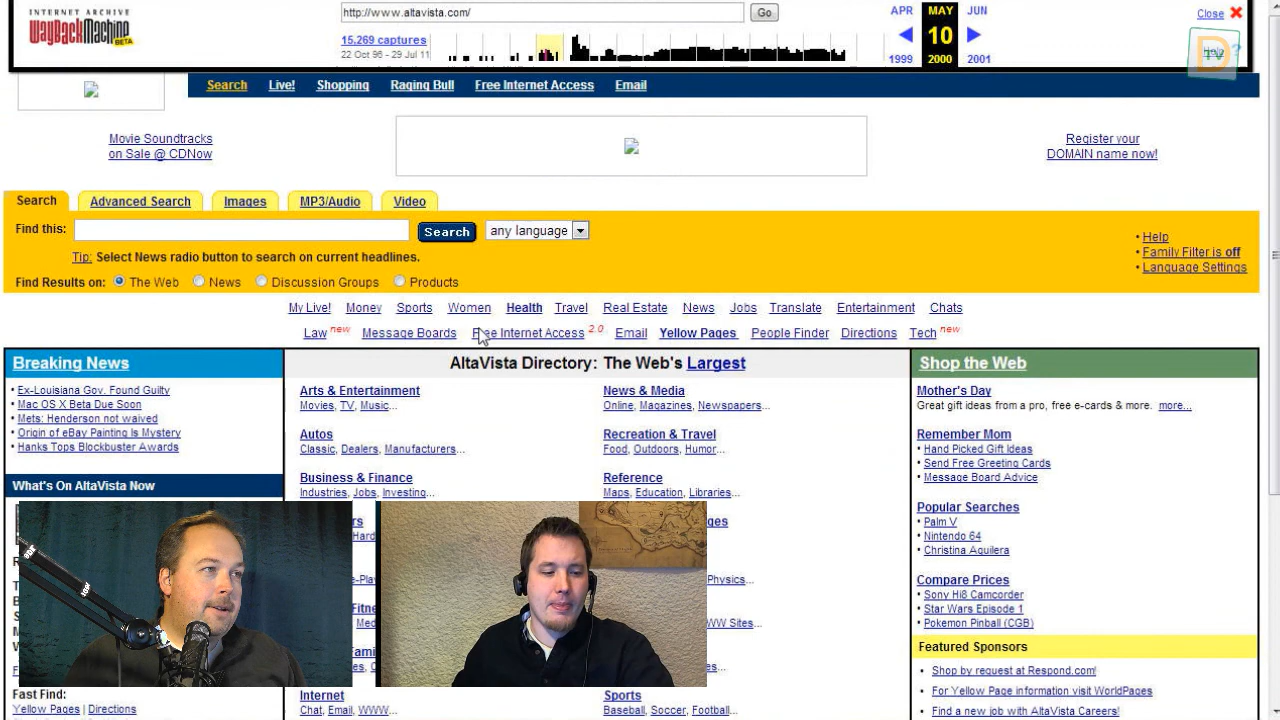 INTERNET ARCHIVE
WayBackMachine
BETA
http://www.altavista.com/
Go
15,269 captures
22 Oct 96 - 29 Jul 11
APR MAY JUN
10
1999 2000 2001
Close
Help
Search Live! Shopping Raging Bull Free Internet Access Email
Movie Soundtracks
on Sale @ CDNow
Register your
DOMAIN name now!
Search Advanced Search Images MP3/Audio Video
Find this: Search any language
Tip: Select News radio button to search on current headlines.
Find Results on: The Web News Discussion Groups Products
• Help
• Family Filter is off
• Language Settings
My Live! Money Sports Women Health Travel Real Estate News Jobs Translate Entertainment Chats
Law new Message Boards Free Internet Access 2.0 Email Yellow Pages People Finder Directions Tech new
Breaking News
• Ex-Louisiana Gov. Found Guilty
• Mac OS X Beta Due Soon
• Mets: Henderson not waived
• Origin of eBay Painting Is Mystery
• Hanks Tops Blockbuster Awards
What's On AltaVista Now
Fast Find:
Yellow Pages | Directions
AltaVista Directory: The Web's Largest
Arts & Entertainment
Movies, TV, Music...
Autos
Classic, Dealers, Manufacturers...
Business & Finance
Industries, Jobs, Investing...
Internet
Chat, Email, WWW...
News & Media
Online, Magazines, Newspapers...
Recreation & Travel
Food, Outdoors, Humor...
Reference
Maps, Education, Libraries...
ges
Physics...
WW Sites...
Sports
Baseball, Soccer, Football...
Shop the Web
Mother's Day
Great gift ideas from a pro, free e-cards & more. more...
Remember Mom
• Hand Picked Gift Ideas
• Send Free Greeting Cards
• Message Board Advice
Popular Searches
• Palm V
• Nintendo 64
• Christina Aguilera
Compare Prices
• Sony Hi8 Camcorder
• Star Wars Episode 1
• Pokemon Pinball (CGB)
Featured Sponsors
• Shop by request at Respond.com!
• For Yellow Page information visit WorldPages
• Find a new job with AltaVista Careers!